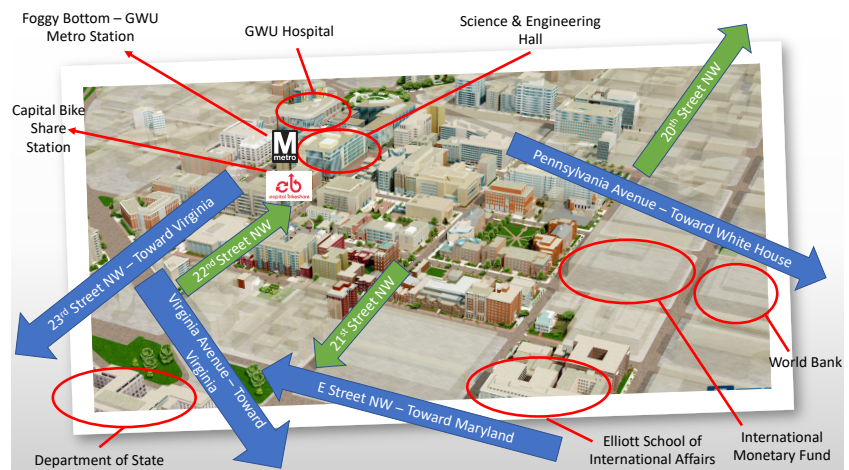 Foggy Bottom – GWU
Metro Station
GWU Hospital
Science & Engineering
Hall
Capital Bike
Share
Station
M
metro
capital bikeshare
20th Street NW
Pennsylvania Avenue – Toward White House
23rd Street NW – Toward Virginia
22nd Street NW
21st Street NW
Virginia Avenue – Toward
Virginia
E Street NW – Toward Maryland
World Bank
Department of State
Elliott School of
International Affairs
International
Monetary Fund